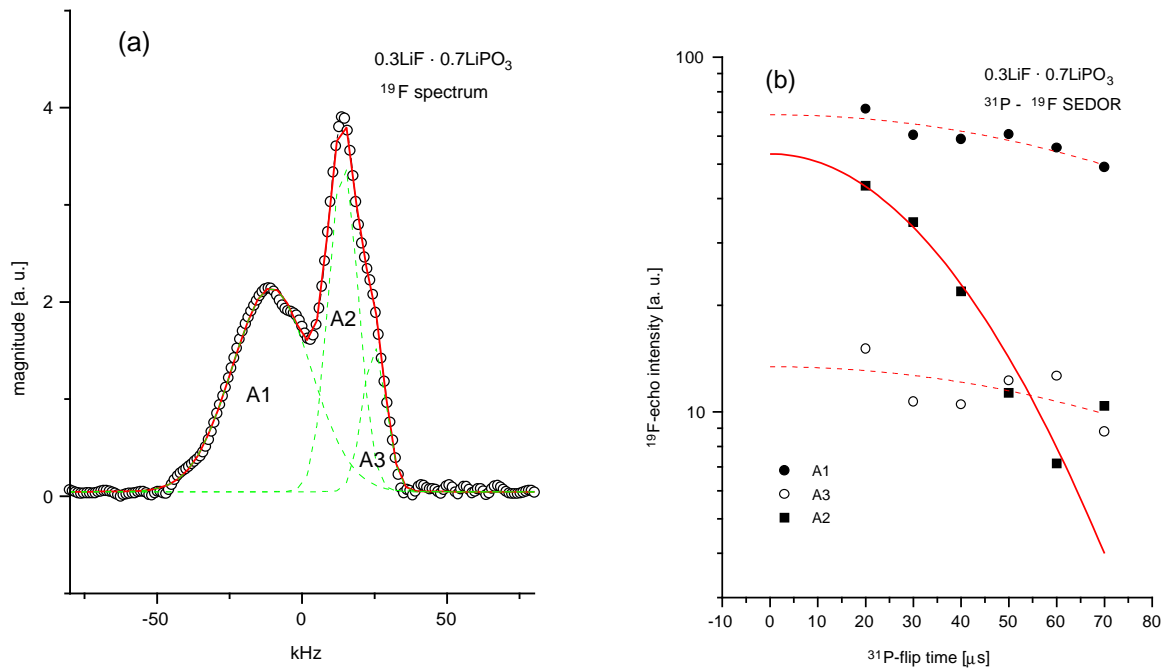 (a)
0.3LiF · 0.7LiPO₃
¹⁹F spectrum
magnitude [a. u.]
4
2
0
A1
A2
A3
-50
0
50
kHz
(b)
0.3LiF · 0.7LiPO₃
³¹P - ¹⁹F SEDOR
¹⁹F-echo intensity [a. u.]
100
10
A1
A3
A2
-10 0 10 20 30 40 50 60 70 80
³¹P-flip time [μs]